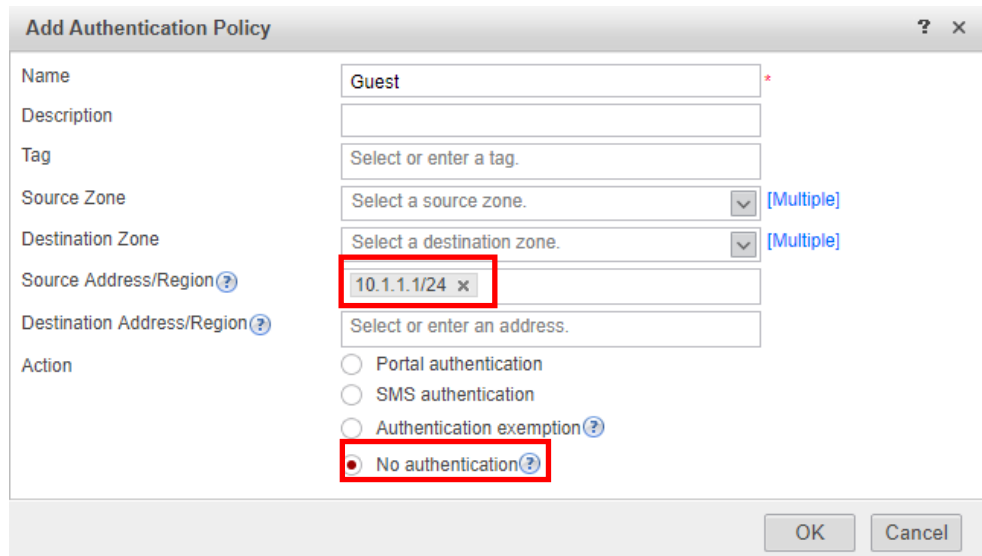 Add Authentication Policy ? ×
Name Guest *
Description
Tag Select or enter a tag.
Source Zone Select a source zone. [Multiple]
Destination Zone Select a destination zone. [Multiple]
Source Address/Region ? 10.1.1.1/24 ×
Destination Address/Region ? Select or enter an address.
Action Portal authentication
SMS authentication
Authentication exemption ?
No authentication ?
OK Cancel